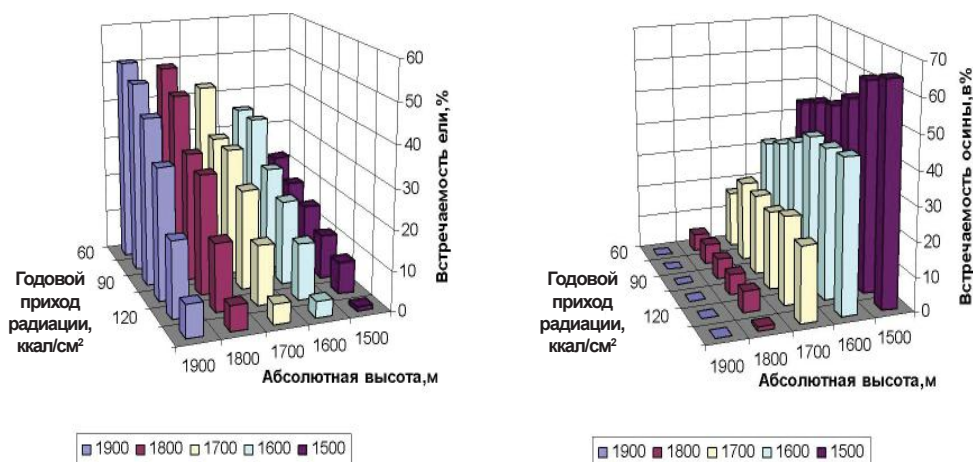 60
50
40
30
20
10
0
Встречаемость ели,%
60
90
120
Годовой
приход
радиации,
ккал/см²
1900
1800
1700
1600
1500
Абсолютная высота,м
1900 1800 1700 1600 1500
70
60
50
40
30
20
10
0
Встречаемость осины,в%
60
90
120
Годовой
приход
радиации,
ккал/см²
1900
1800
1700
1600
1500
Абсолютная высота,м
1900 1800 1700 1600 1500